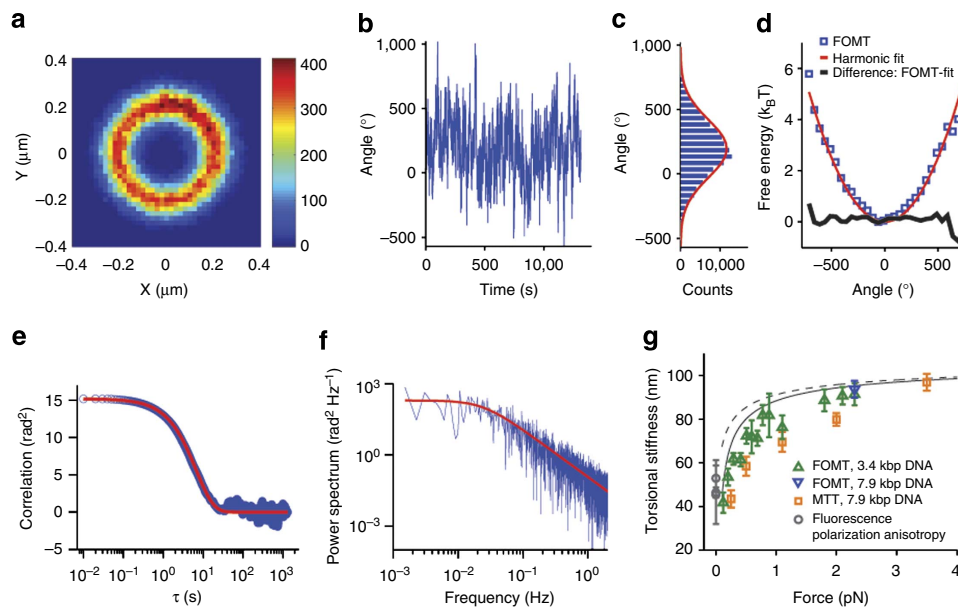 a
0.4
0.2
0
−0.2
−0.4
Y (μm)
−0.4
−0.2
0
0.2
0.4
X (μm)
400
300
200
100
0
b
1,000
500
0
−500
Angle (°)
0
500
10,00
Time (s)
c
1,000
500
0
−500
Angle (°)
0
10,000
Counts
d
FOMT
Harmonic fit
Difference: FOMT-fit
6
4
2
0
Free energy (kBT)
−500
0
500
Angle (°)
e
15
10
5
0
−5
Correlation (rad²)
10⁻²
10⁻¹
10⁰
10¹
10²
10³
τ (s)
f
10³
10⁰
10⁻³
Power spectrum (rad² Hz⁻¹)
10⁻³
10⁻²
10⁻¹
10⁰
Frequency (Hz)
g
100
80
60
40
20
Torsional stiffness (nm)
FOMT, 3.4 kbp DNA
FOMT, 7.9 kbp DNA
MTT, 7.9 kbp DNA
Fluorescence
polarization anisotropy
0
1
2
3
4
Force (pN)